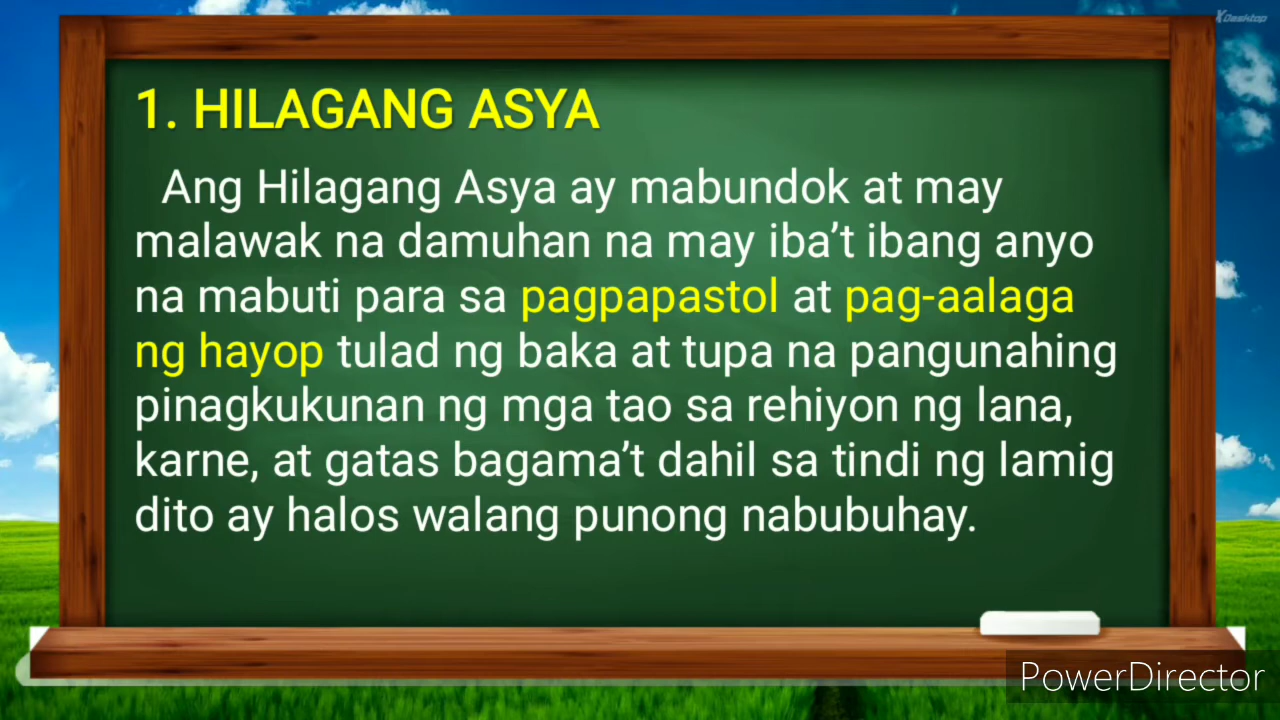 XDesktop
1. HILAGANG ASYA
Ang Hilagang Asya ay mabundok at may
malawak na damuhan na may iba’t ibang anyo
na mabuti para sa pagpapastol at pag-aalaga
ng hayop tulad ng baka at tupa na pangunahing
pinagkukunan ng mga tao sa rehiyon ng lana,
karne, at gatas bagama’t dahil sa tindi ng lamig
dito ay halos walang punong nabubuhay.
PowerDirector